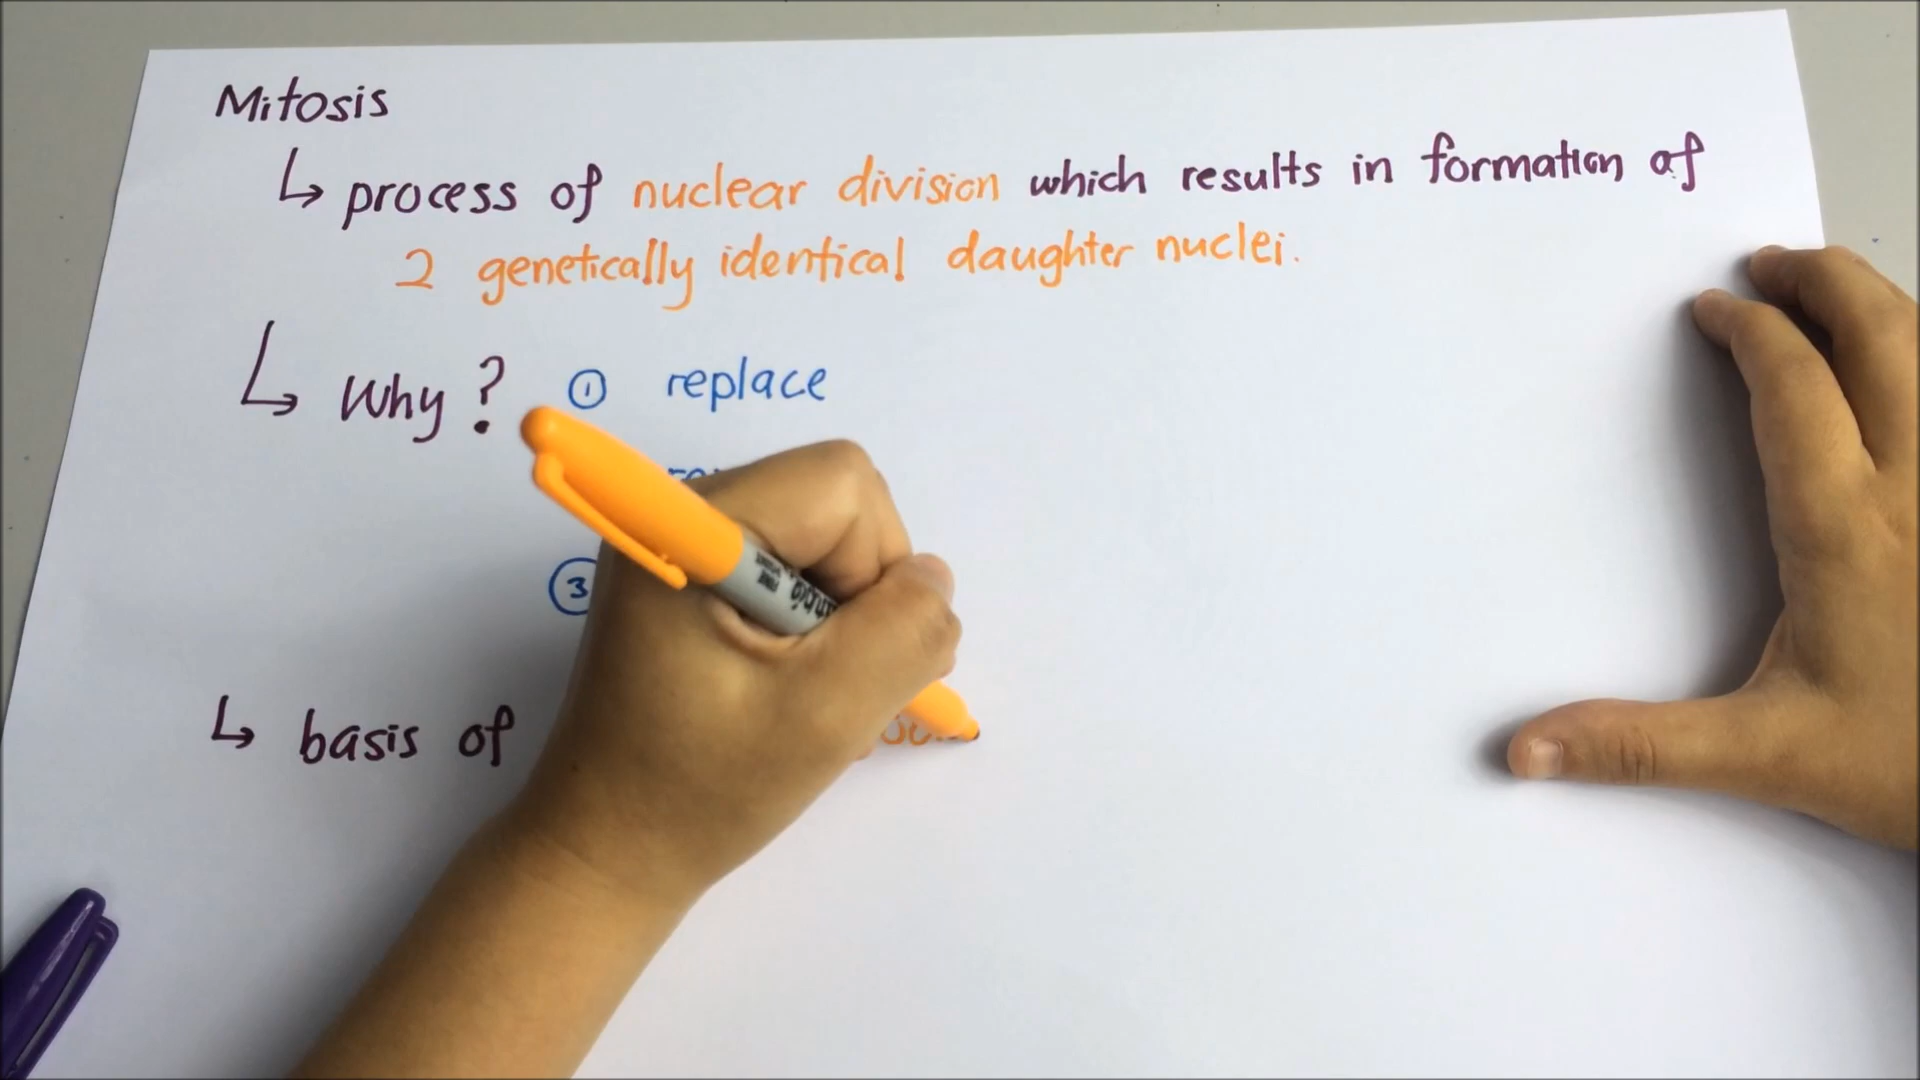 Mitosis
↳ process of nuclear division which results in formation of
2 genetically identical daughter nuclei.
↳ Why? ① replace
③
↳ basis of